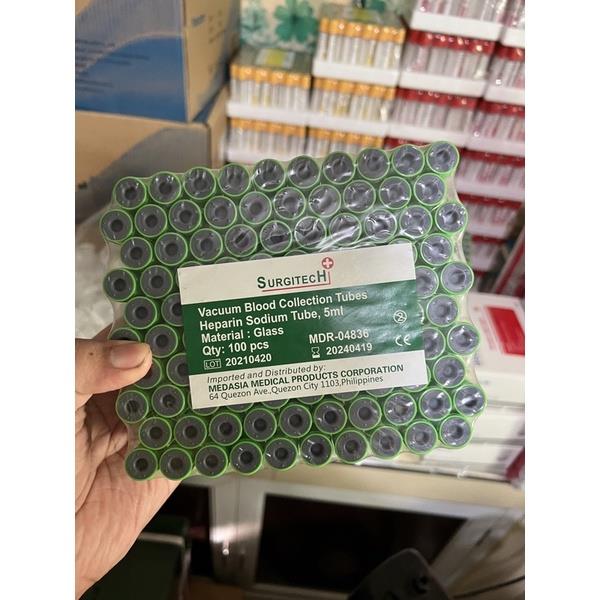 SURGITECH
Vacuum Blood Collection Tubes
Heparin Sodium Tube, 5ml
Material : Glass MDR-04836
Qty: 100 pcs
LOT 20210420 20240419 CE
Imported and Distributed by:
MEDASIA MEDICAL PRODUCTS CORPORATION
64 Quezon Ave.,Quezon City 1103,Philippines